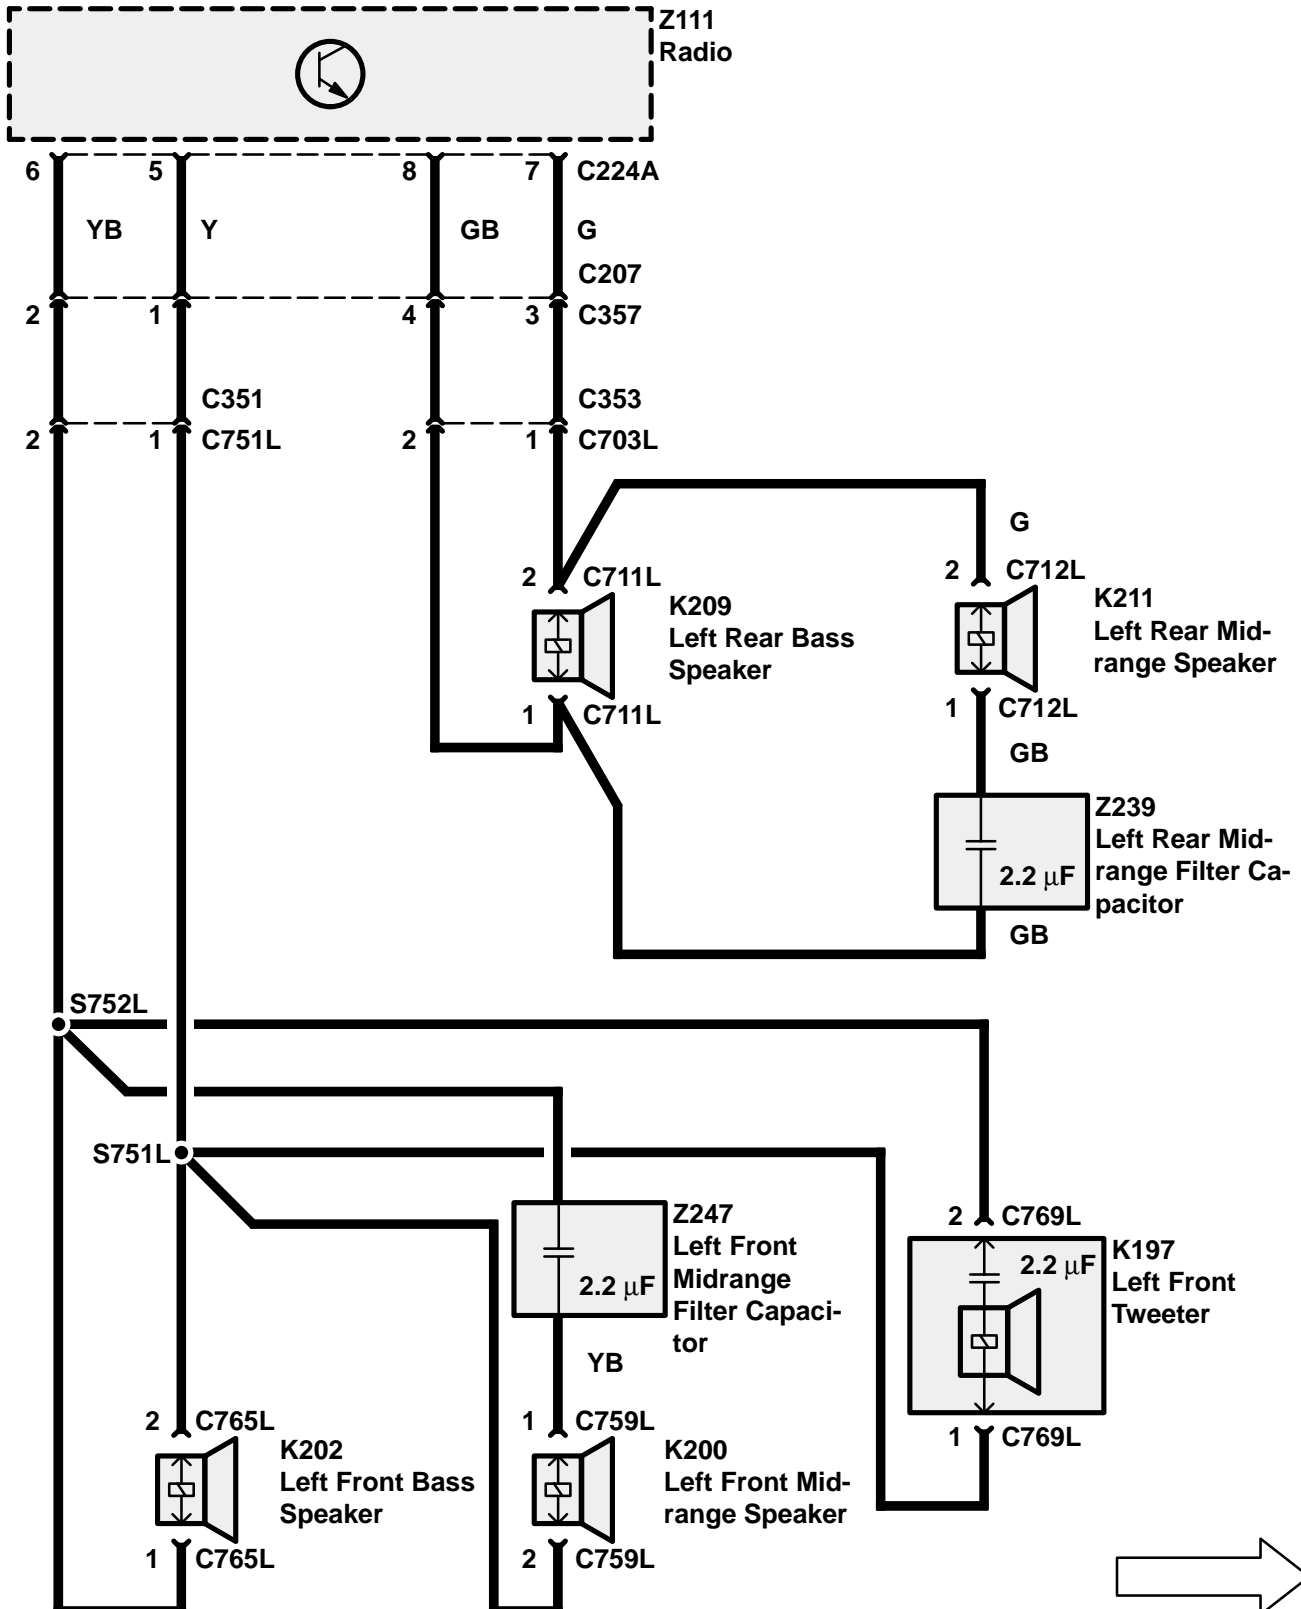 Z111
Radio
6 5 8 7 C224A
YB Y GB G
C207
2 1 4 3 C357
C351 C353
2 1 C751L 2 1 C703L
G
2 C711L
2 C712L
K209
Left Rear Bass
Speaker
K211
Left Rear Mid-
range Speaker
1 C711L
1 C712L
GB
Z239
Left Rear Mid-
range Filter Ca-
pacitor
2.2 µF
GB
S752L
S751L
Z247
Left Front
Midrange
Filter Capaci-
tor
2.2 µF
2 C769L
K197
Left Front
Tweeter
2.2 µF
YB
2 C765L
1 C759L
1 C769L
K202
Left Front Bass
Speaker
K200
Left Front Mid-
range Speaker
1 C765L
2 C759L